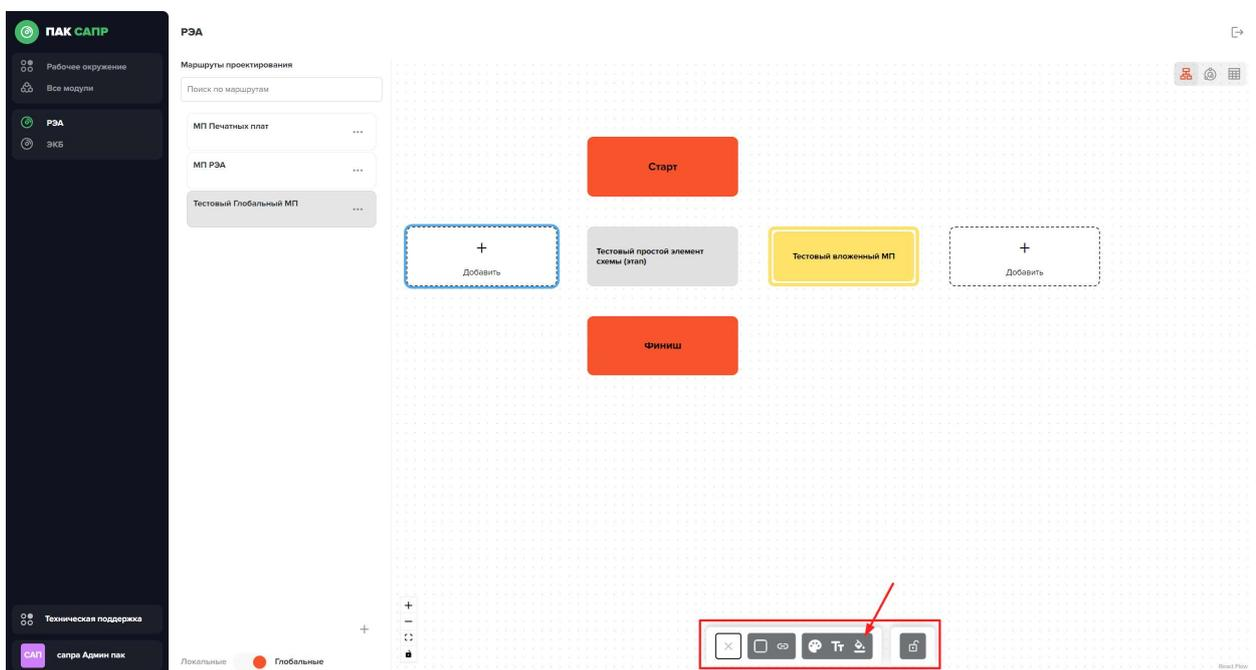 ПАК САПР
РЭА
Рабочее окружение
Все модули
РЭА
ЭКБ
Маршруты проектирования
Поиск по маршрутам
МП Печатных плат
МП РЭА
Тестовый Глобальный МП
Старт
Добавить
Тестовый простой элемент
схемы (этап)
Тестовый вложенный МП
Добавить
Финиш
Техническая поддержка
САП
сапра Админ пак
Локальные
Глобальные
Tт
React Flow